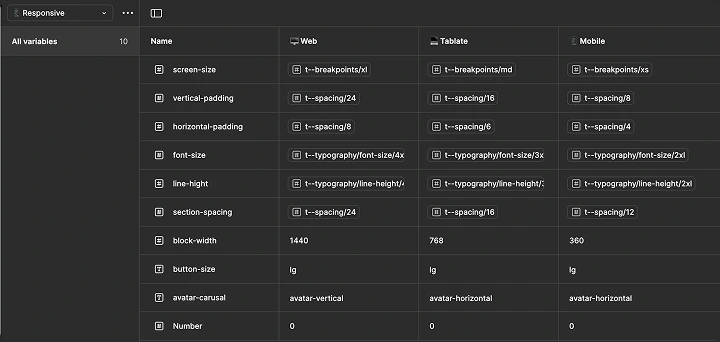 Responsive
All variables 10
Name Web Tablate Mobile
screen-size t--breakpoints/xl t--breakpoints/md t--breakpoints/xs
vertical-padding t--spacing/24 t--spacing/16 t--spacing/8
horizontal-padding t--spacing/8 t--spacing/6 t--spacing/4
font-size t--typography/font-size/4x t--typography/font-size/3x t--typography/font-size/2xl
line-hight t--typography/line-height/ t--typography/line-height/ t--typography/line-height/2xl
section-spacing t--spacing/24 t--spacing/16 t--spacing/12
block-width 1440 768 360
button-size lg lg lg
avatar-carusal avatar-vertical avatar-horizontal avatar-horizontal
Number 0 0 0